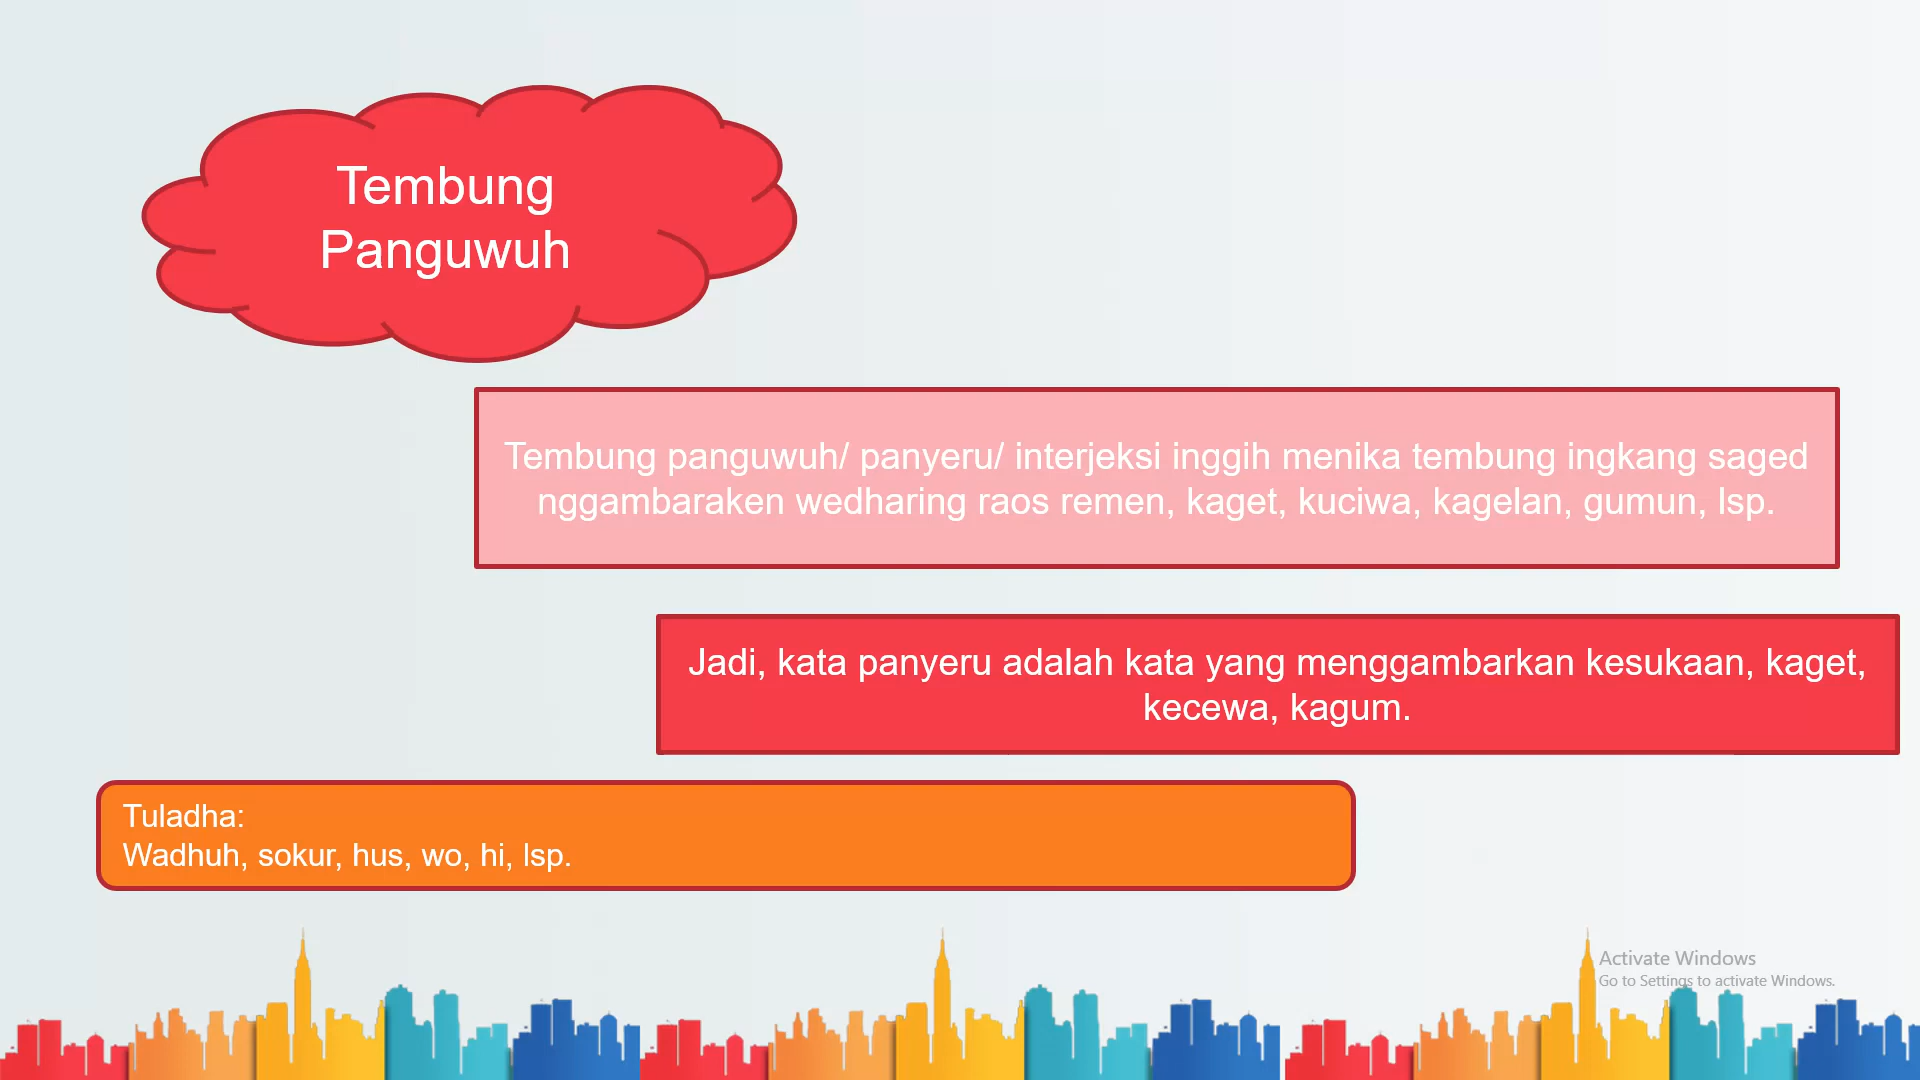 Tembung
Panguwuh
Tembung panguwuh/ panyeru/ interjeksi inggih menika tembung ingkang saged
nggambaraken wedharing raos remen, kaget, kuciwa, kagelan, gumun, lsp.
Jadi, kata panyeru adalah kata yang menggambarkan kesukaan, kaget,
kecewa, kagum.
Tuladha:
Wadhuh, sokur, hus, wo, hi, lsp.
Activate Windows
Go to Settings to activate Windows.